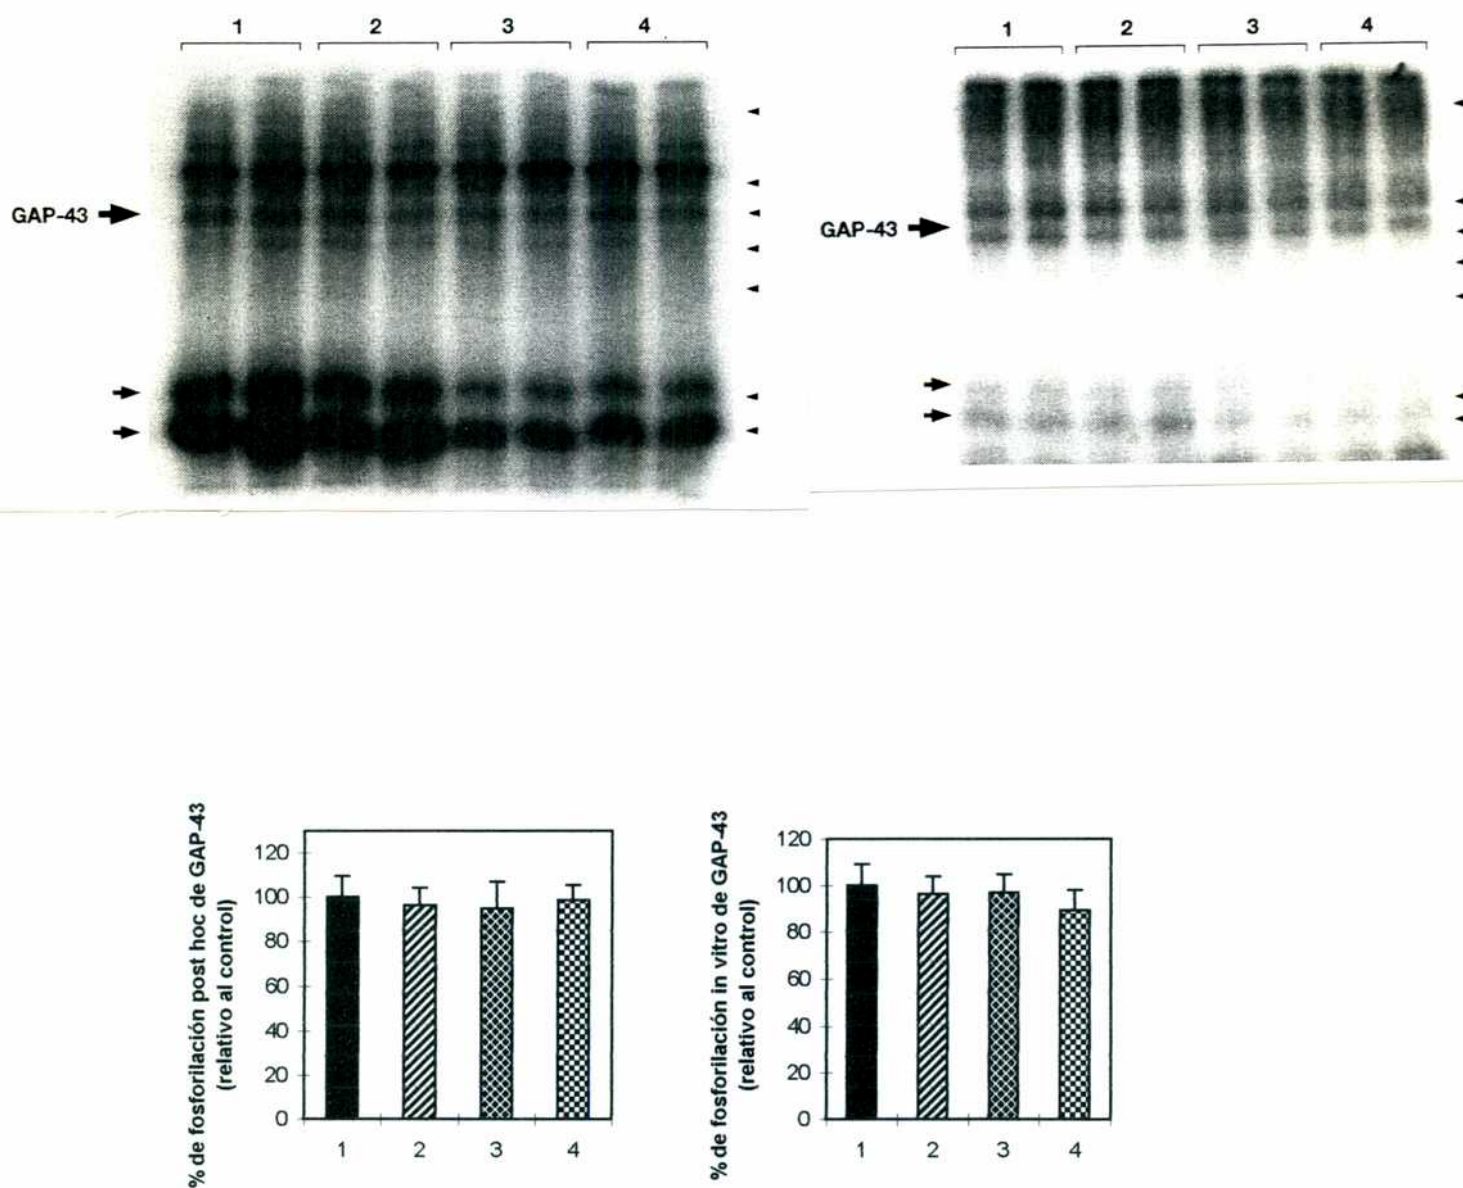 1 2 3 4
GAP-43
1 2 3 4
GAP-43
% de fosforilación post hoc de GAP-43
(relativo al control)
120
100
80
60
40
20
0
1 2 3 4
% de fosforilación in vitro de GAP-43
(relativo al control)
120
100
80
60
40
20
0
1 2 3 4